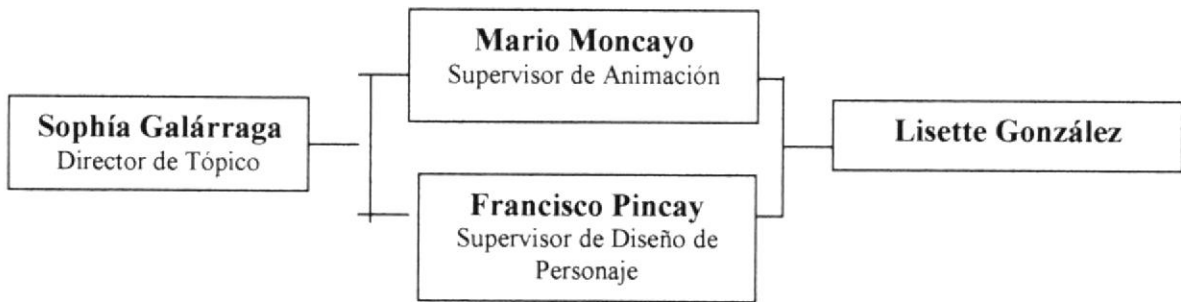 Mario Moncayo
Supervisor de Animación
Sophía Galárraga
Director de Tópico
Lisette González
Francisco Pincay
Supervisor de Diseño de
Personaje